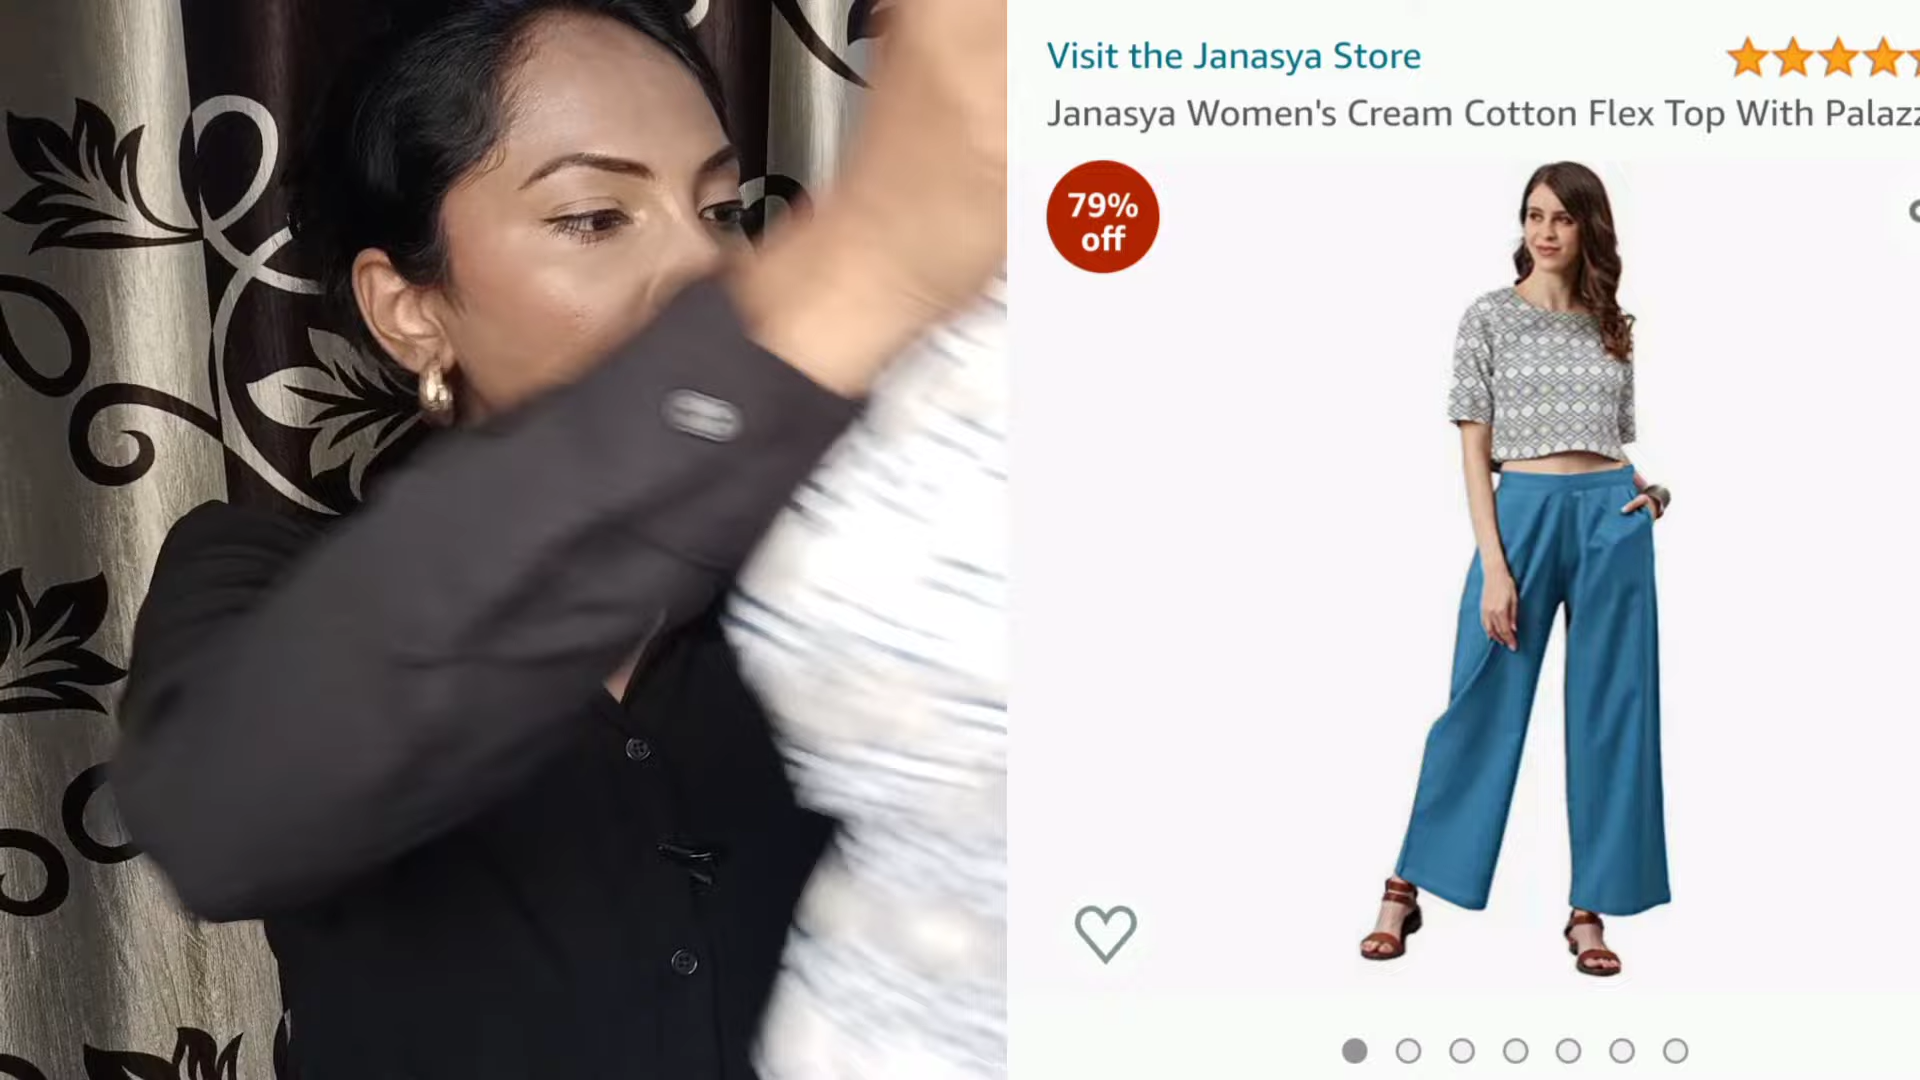 Visit the Janasya Store
Janasya Women's Cream Cotton Flex Top With Palazz
79%
off